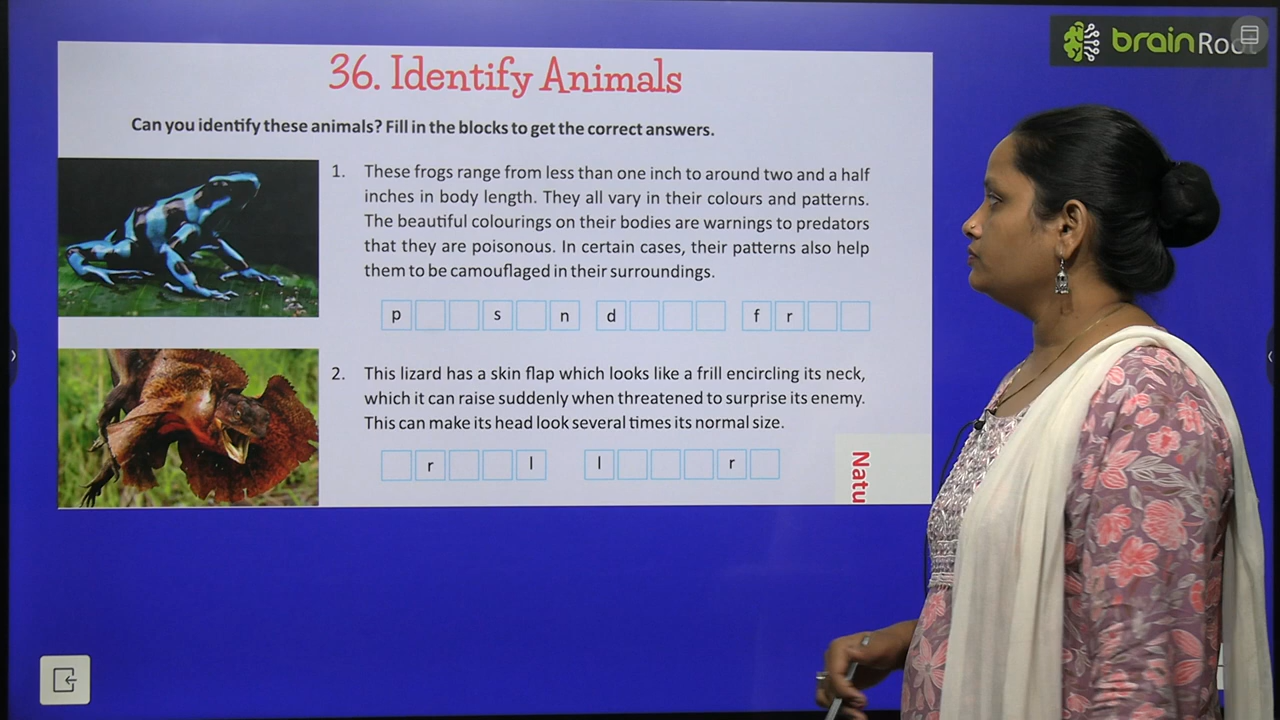 brainRoot
36. Identify Animals
Can you identify these animals? Fill in the blocks to get the correct answers.
1. These frogs range from less than one inch to around two and a half
inches in body length. They all vary in their colours and patterns.
The beautiful colourings on their bodies are warnings to predators
that they are poisonous. In certain cases, their patterns also help
them to be camouflaged in their surroundings.
p s n d f r
2. This lizard has a skin flap which looks like a frill encircling its neck,
which it can raise suddenly when threatened to surprise its enemy.
This can make its head look several times its normal size.
r l l r
Natu